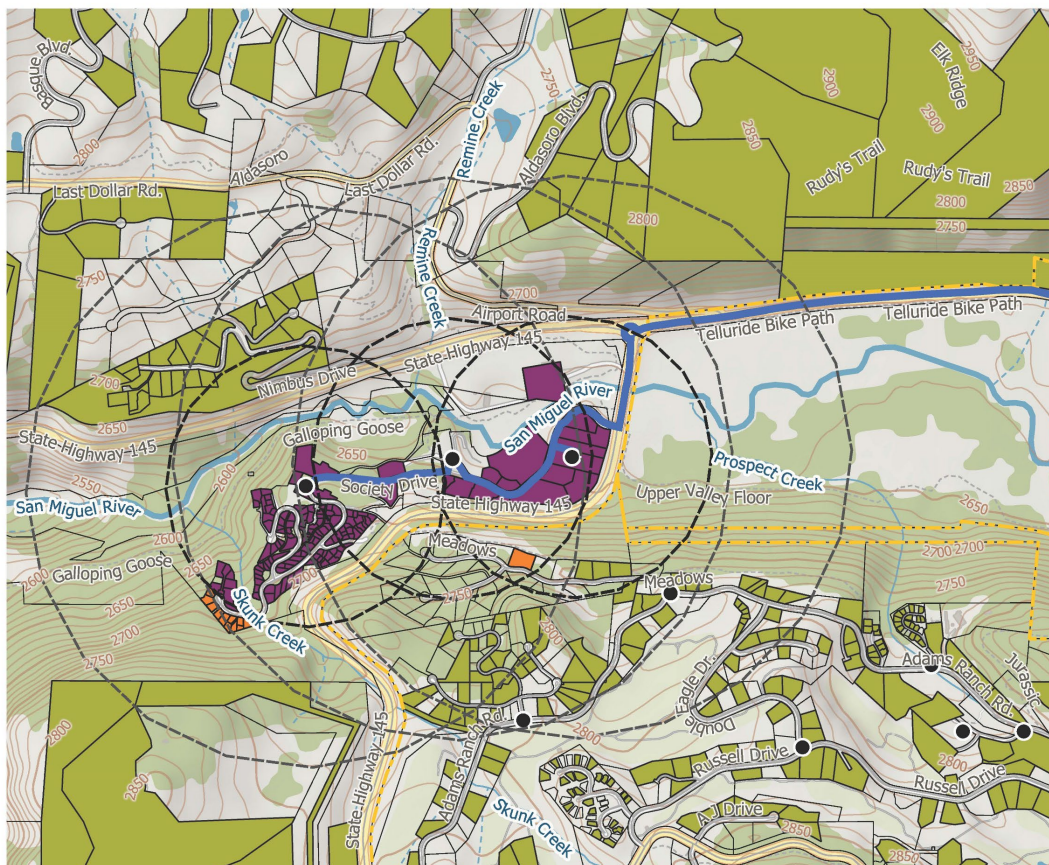 Basque Blvd.
2800
Last Dollar Rd.
Aldasoro
Last Dollar Rd.
Remine Creek
2750
Aldasoro Blvd.
2850
2900
Elk Ridge
2950
2900
Rudy's Trail
Rudy's Trail
2850
2800
2800
2750
2750
Remine Creek
2700
Airport Road
State Highway 145
Telluride Bike Path
Telluride Bike Path
2700
Nimbus Drive
2650
State Highway 145
2550
San Miguel River
2600
Galloping Goose
2650
San Miguel River
Society Drive
State Highway 145
Prospect Creek
Upper Valley Floor
2650
2600
2600
2650
Galloping Goose
2650
2700
2750
2700
Skunk Creek
Meadows
2750
Meadows
2700 2700
2750
2800
2800
2850
State Highway 145
Adams Ranch Rd.
2800
Double Eagle Dr.
Russell Drive
Adams Ranch Rd.
Jurassic
2800
Russell Drive
Skunk Creek
A J Drive
2850
2850